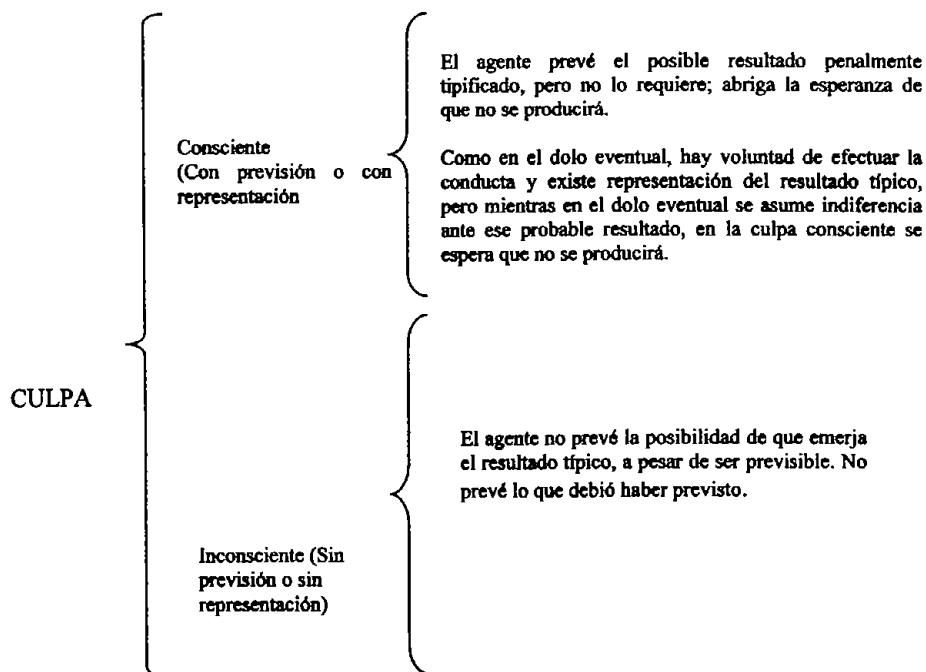 El agente prevé el posible resultado penalmente
tipificado, pero no lo requiere; abriga la esperanza de
que no se producirá.
Consciente
(Con previsión o con
representación
Como en el dolo eventual, hay voluntad de efectuar la
conducta y existe representación del resultado típico,
pero mientras en el dolo eventual se asume indiferencia
ante ese probable resultado, en la culpa consciente se
espera que no se producirá.
CULPA
El agente no prevé la posibilidad de que emerja
el resultado típico, a pesar de ser previsible. No
prevé lo que debió haber previsto.
Inconsciente (Sin
previsión o sin
representación)